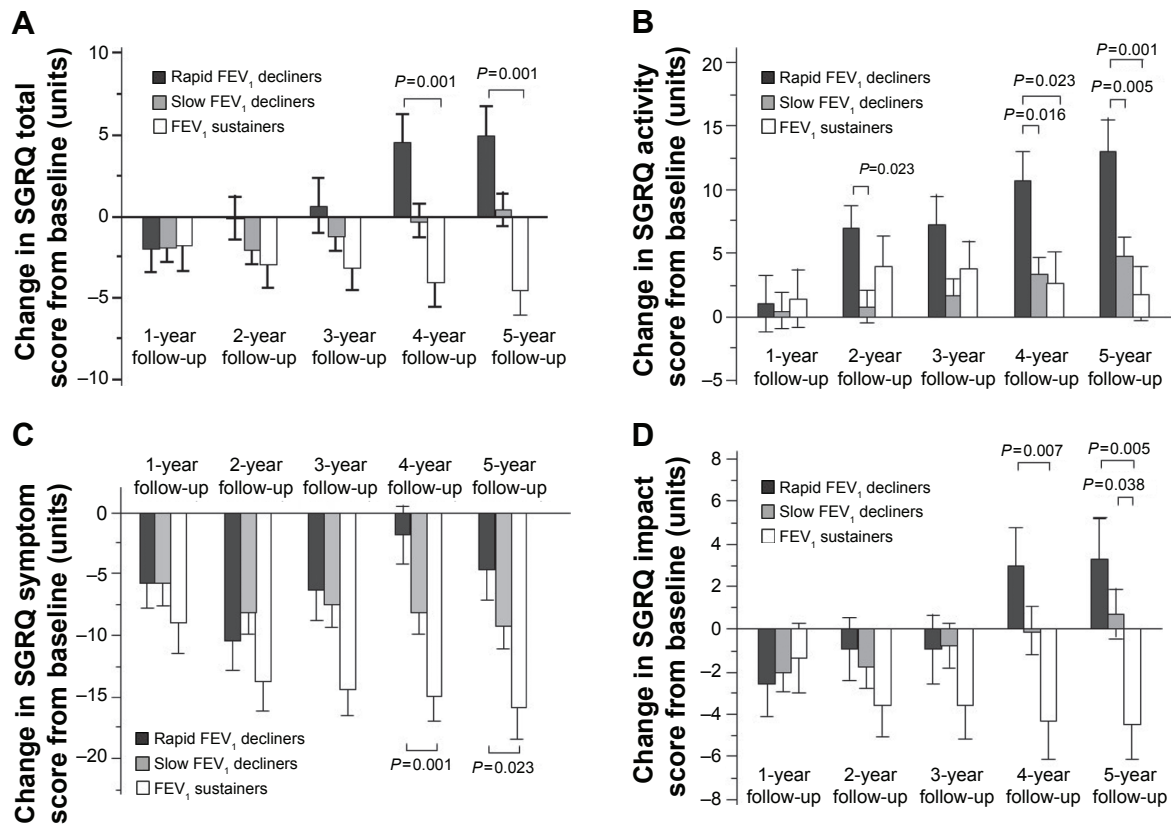 A
Change in SGRQ total
score from baseline (units)
10
5
0
–5
–10
Rapid FEV₁ decliners
Slow FEV₁ decliners
FEV₁ sustainers
P=0.001
P=0.001
1-year
follow-up
2-year
follow-up
3-year
follow-up
4-year
follow-up
5-year
follow-up
B
Change in SGRQ activity
score from baseline (units)
20
15
10
5
0
–5
Rapid FEV₁ decliners
Slow FEV₁ decliners
FEV₁ sustainers
P=0.023
P=0.023
P=0.016
P=0.001
P=0.005
1-year
follow-up
2-year
follow-up
3-year
follow-up
4-year
follow-up
5-year
follow-up
C
Change in SGRQ symptom
score from baseline (units)
1-year
follow-up
2-year
follow-up
3-year
follow-up
4-year
follow-up
5-year
follow-up
0
–5
–10
–15
–20
Rapid FEV₁ decliners
Slow FEV₁ decliners
FEV₁ sustainers
P=0.001
P=0.023
D
Change in SGRQ impact
score from baseline (units)
8
6
4
2
0
–2
–4
–6
–8
Rapid FEV₁ decliners
Slow FEV₁ decliners
FEV₁ sustainers
P=0.007
P=0.005
P=0.038
1-year
follow-up
2-year
follow-up
3-year
follow-up
4-year
follow-up
5-year
follow-up